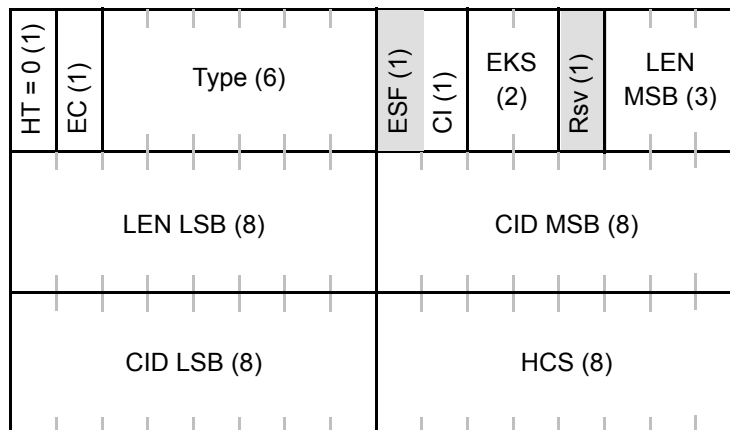 HT = 0 (1)
EC (1)
Type (6)
ESF (1)
CI (1)
EKS
(2)
Rsv (1)
LEN
MSB (3)
LEN LSB (8)
CID MSB (8)
CID LSB (8)
HCS (8)